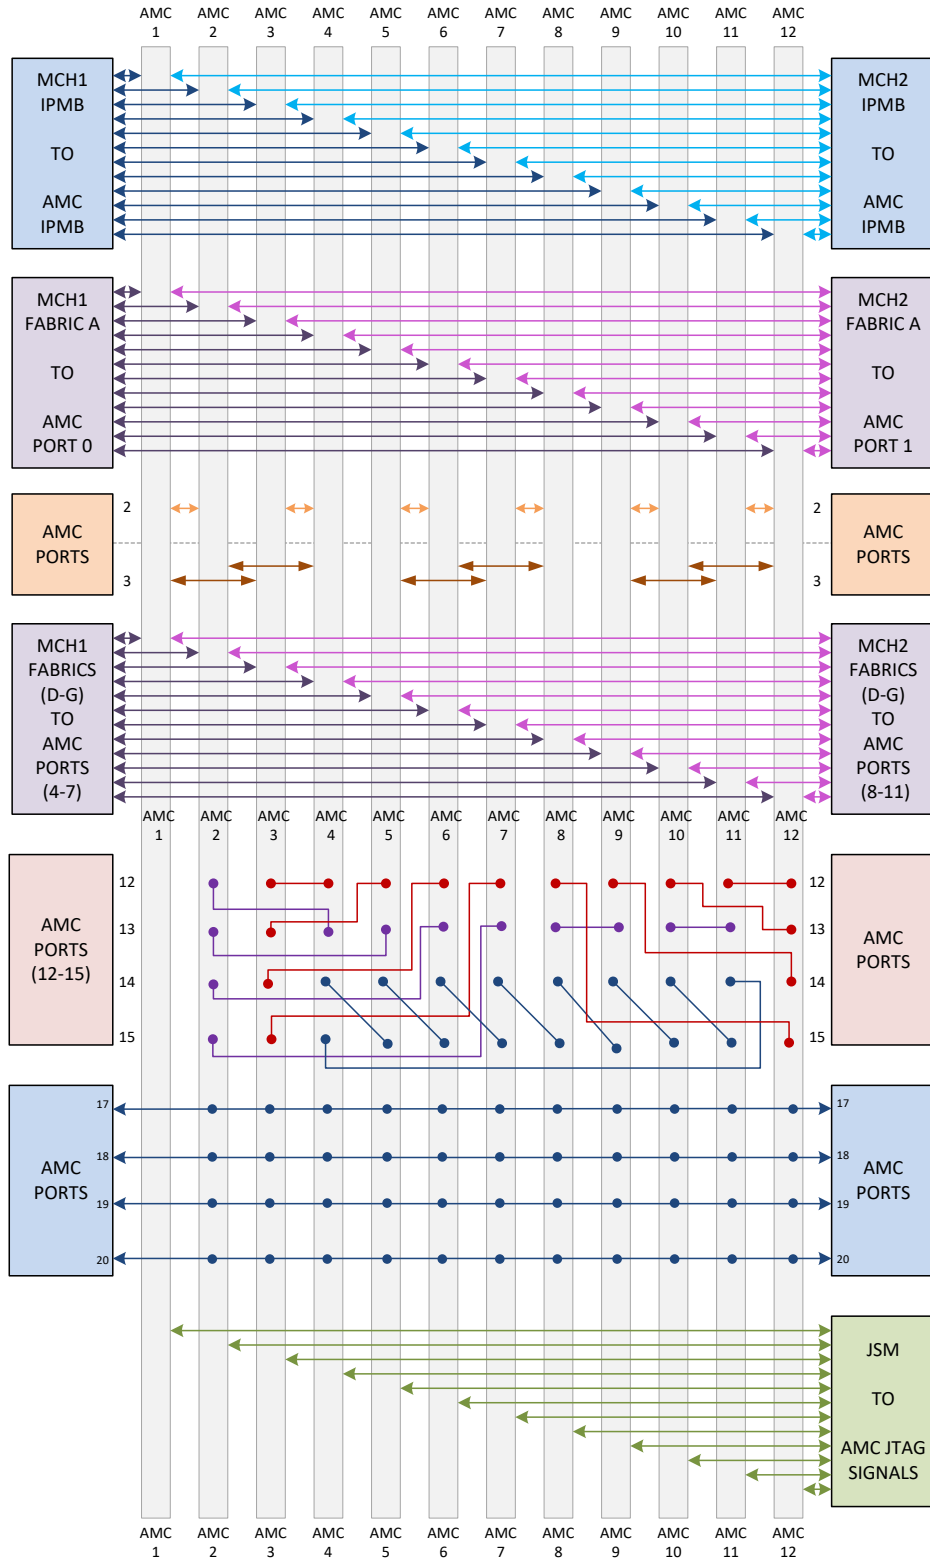 AMC AMC AMC AMC AMC AMC AMC AMC AMC AMC AMC AMC
1 2 3 4 5 6 7 8 9 10 11 12
MCH1
IPMB
TO
AMC
IPMB
MCH2
IPMB
TO
AMC
IPMB
MCH1
FABRIC A
TO
AMC
PORT 0
MCH2
FABRIC A
TO
AMC
PORT 1
AMC
PORTS
2
3
2
3
AMC
PORTS
MCH1
FABRICS
(D-G)
TO
AMC
PORTS
(4-7)
MCH2
FABRICS
(D-G)
TO
AMC
PORTS
(8-11)
AMC AMC AMC AMC AMC AMC AMC AMC AMC AMC AMC AMC
1 2 3 4 5 6 7 8 9 10 11 12
AMC
PORTS
(12-15)
12
13
14
15
12
13
14
15
AMC
PORTS
AMC
PORTS
17
18
19
20
17
18
19
20
AMC
PORTS
JSM
TO
AMC JTAG
SIGNALS
AMC AMC AMC AMC AMC AMC AMC AMC AMC AMC AMC AMC
1 2 3 4 5 6 7 8 9 10 11 12